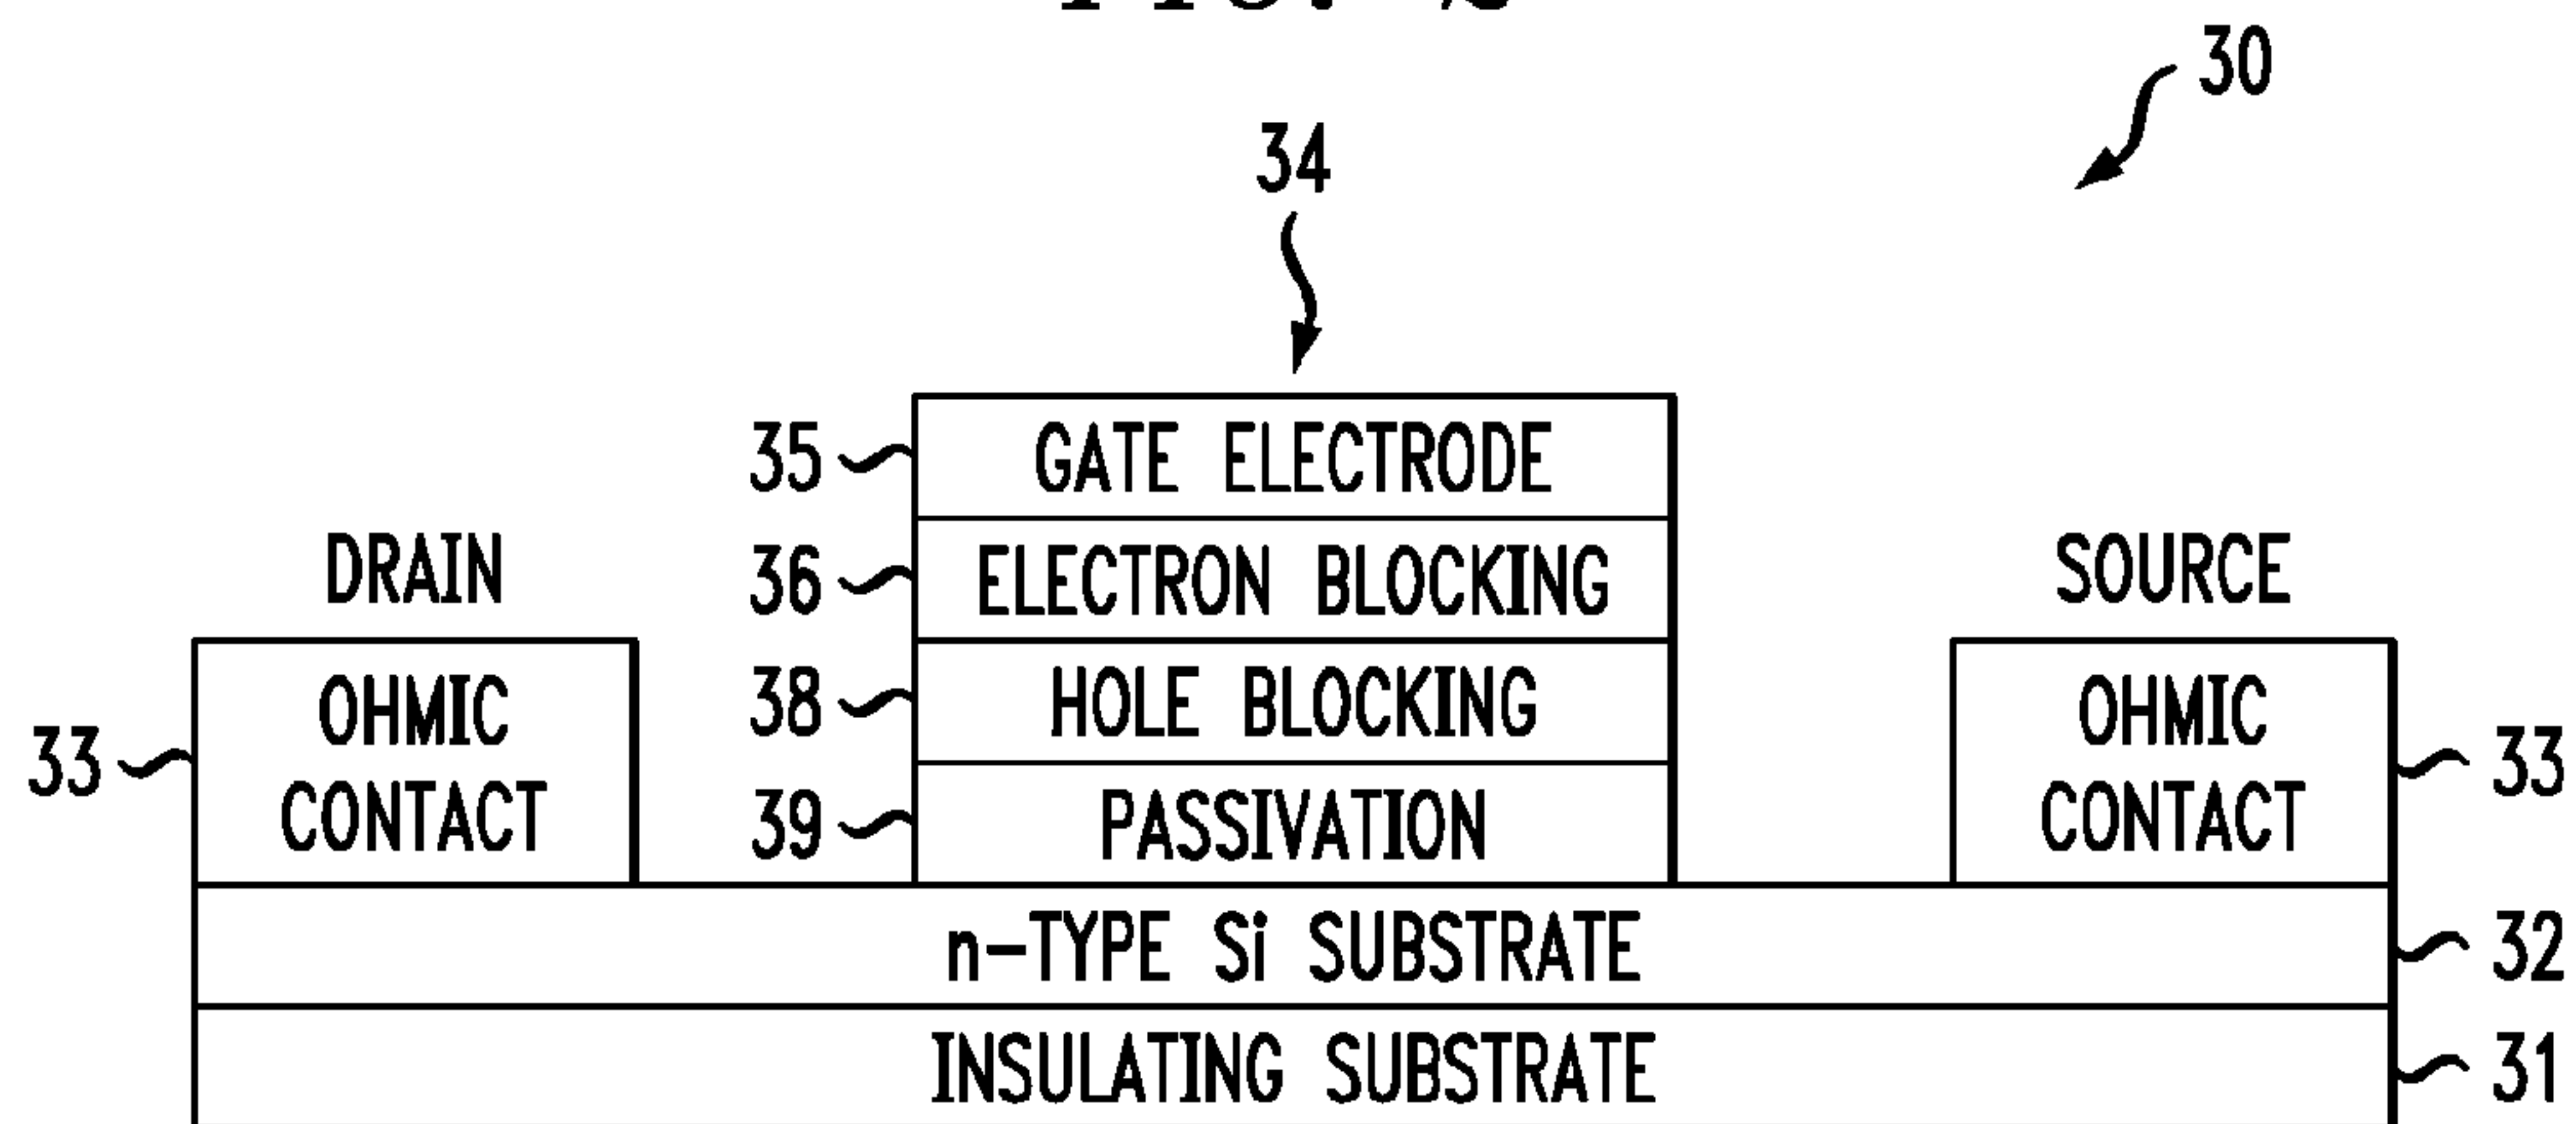 30
34
35 GATE ELECTRODE
DRAIN 36 ELECTRON BLOCKING SOURCE
33 OHMIC CONTACT 38 HOLE BLOCKING OHMIC CONTACT 33
39 PASSIVATION
n-TYPE Si SUBSTRATE 32
INSULATING SUBSTRATE 31